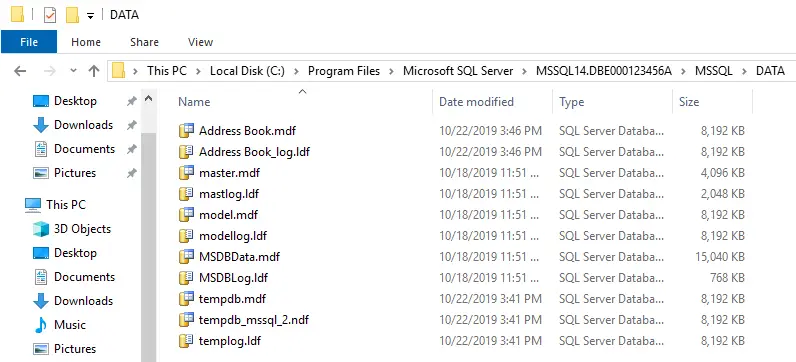 DATA
File Home Share View
This PC Local Disk (C:) Program Files Microsoft SQL Server MSSQL14.DBE000123456A MSSQL DATA
Desktop
Downloads
Documents
Pictures
This PC
3D Objects
Desktop
Documents
Downloads
Music
Pictures
Name Date modified Type Size
Address Book.mdf 10/22/2019 3:46 PM SQL Server Databa... 8,192 KB
Address Book_log.ldf 10/22/2019 3:46 PM SQL Server Databa... 8,192 KB
master.mdf 10/18/2019 11:51 ... SQL Server Databa... 4,096 KB
mastlog.ldf 10/18/2019 11:51 ... SQL Server Databa... 2,048 KB
model.mdf 10/18/2019 11:51 ... SQL Server Databa... 8,192 KB
modellog.ldf 10/18/2019 11:51 ... SQL Server Databa... 8,192 KB
MSDBData.mdf 10/18/2019 11:51 ... SQL Server Databa... 15,040 KB
MSDBLog.ldf 10/18/2019 11:51 ... SQL Server Databa... 768 KB
tempdb.mdf 10/22/2019 3:41 PM SQL Server Databa... 8,192 KB
tempdb_mssql_2.ndf 10/22/2019 3:41 PM SQL Server Databa... 8,192 KB
templog.ldf 10/22/2019 3:41 PM SQL Server Databa... 8,192 KB